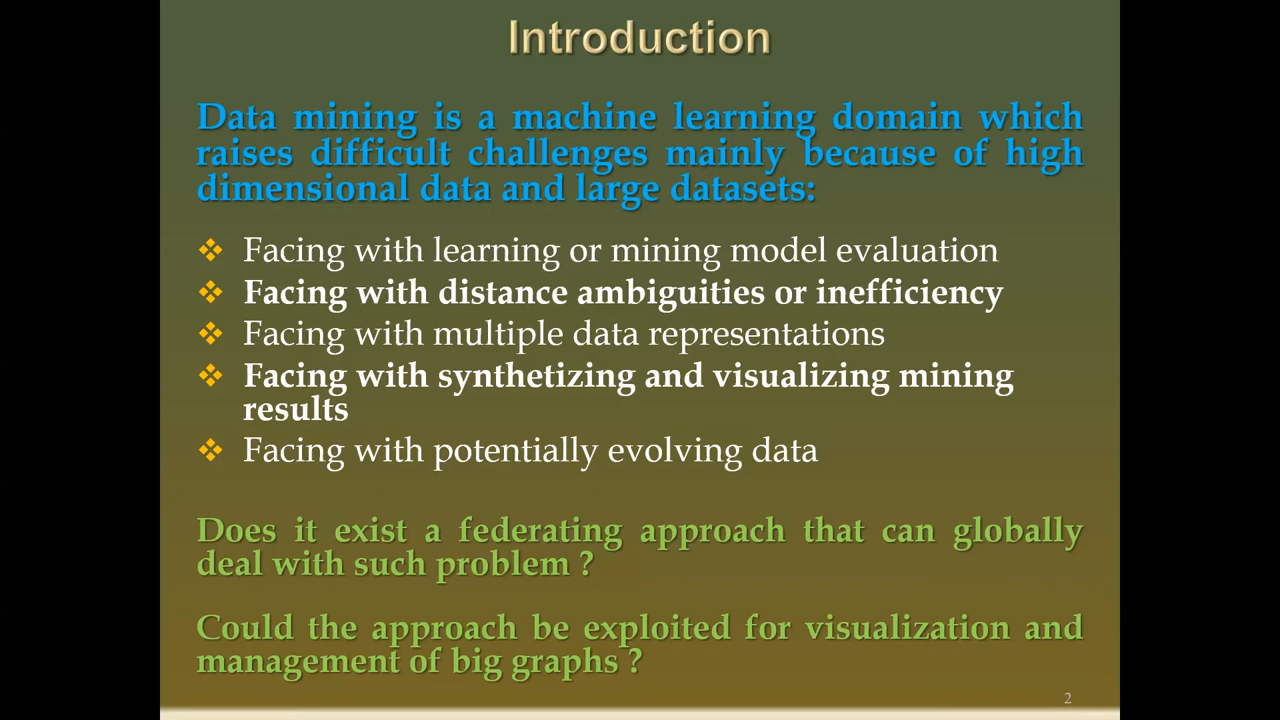 Introduction
Data mining is a machine learning domain which
raises difficult challenges mainly because of high
dimensional data and large datasets:
❖ Facing with learning or mining model evaluation
❖ Facing with distance ambiguities or inefficiency
❖ Facing with multiple data representations
❖ Facing with synthetizing and visualizing mining
results
❖ Facing with potentially evolving data
Does it exist a federating approach that can globally
deal with such problem ?
Could the approach be exploited for visualization and
management of big graphs ?
2